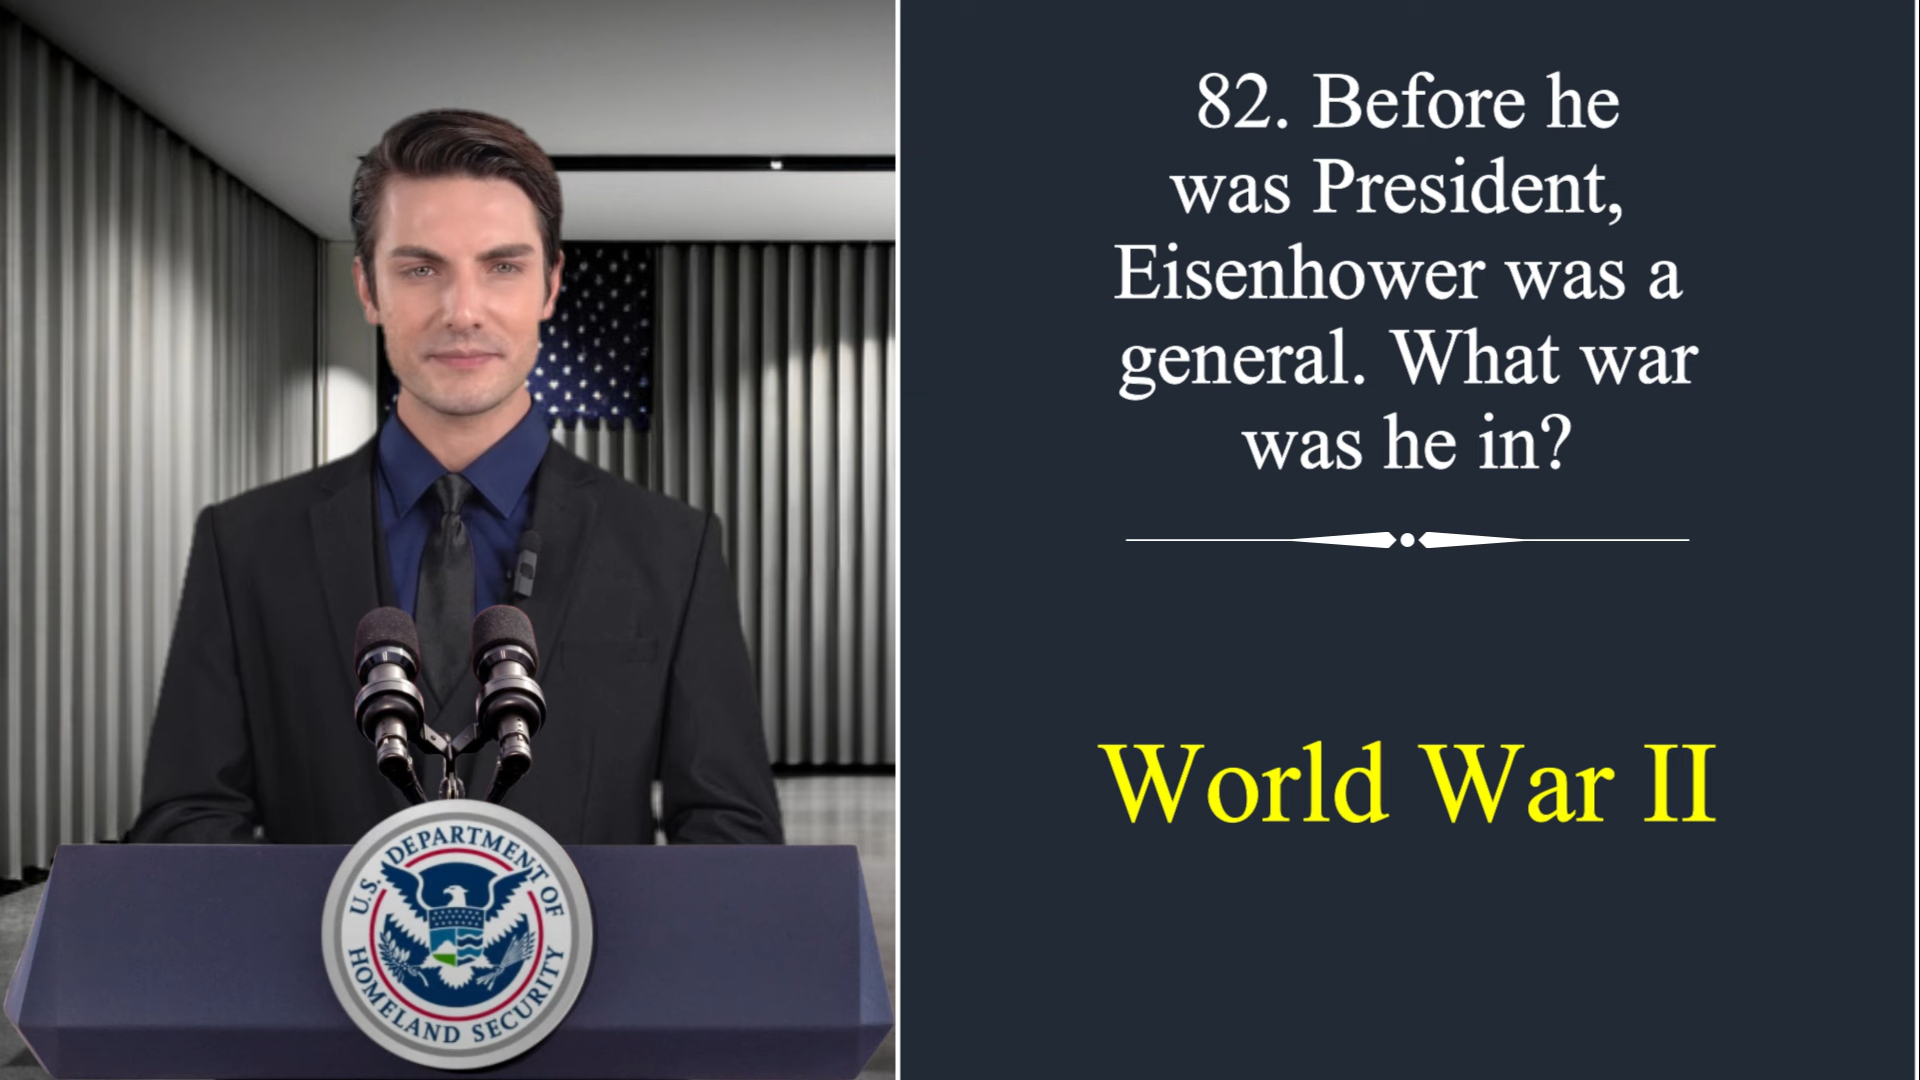 82. Before he
was President,
Eisenhower was a
general. What war
was he in?
World War II
U.S. DEPARTMENT OF
HOMELAND SECURITY